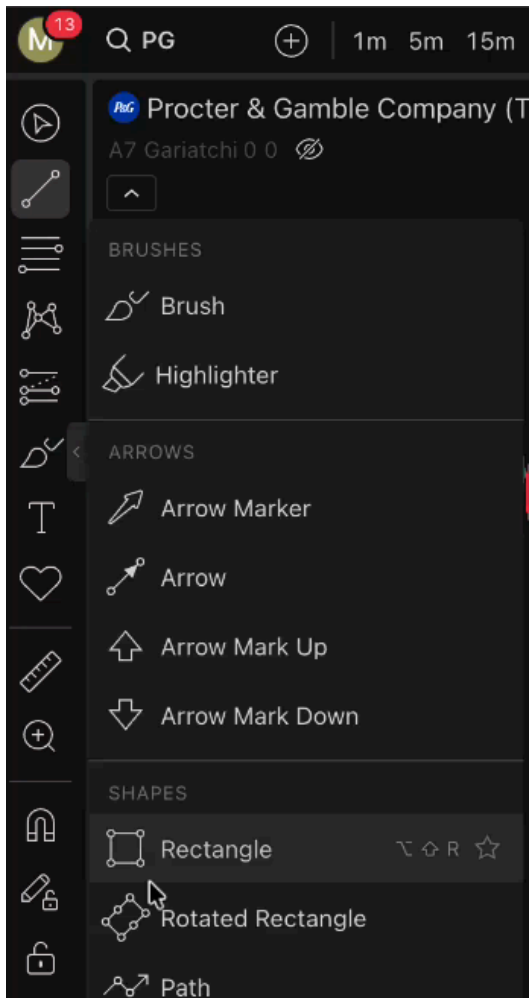 M 13 PG 1m 5m 15m
P&G Procter & Gamble Company (T
A7 Gariatchi 0 0
BRUSHES
Brush
Highlighter
ARROWS
Arrow Marker
Arrow
Arrow Mark Up
Arrow Mark Down
SHAPES
Rectangle ⌥ ⇧ R
Rotated Rectangle
Path